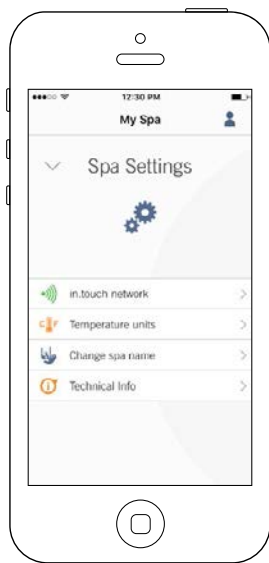 12:30 PM
My Spa
Spa Settings
in.touch network
Temperature units
Change spa name
Technical Info